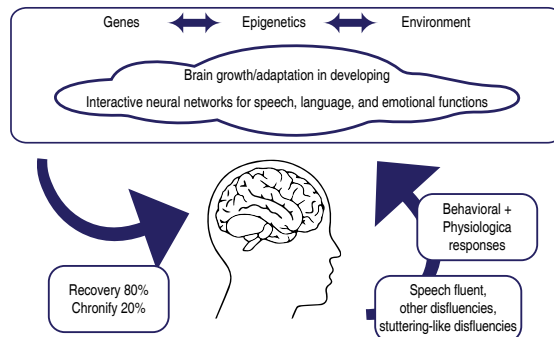 Genes Epigenetics Environment
Brain growth/adaptation in developing
Interactive neural networks for speech, language, and emotional functions
Behavioral +
Physiologica
responses
Recovery 80%
Chronify 20%
Speech fluent,
other disfluencies,
stuttering-like disfluencies